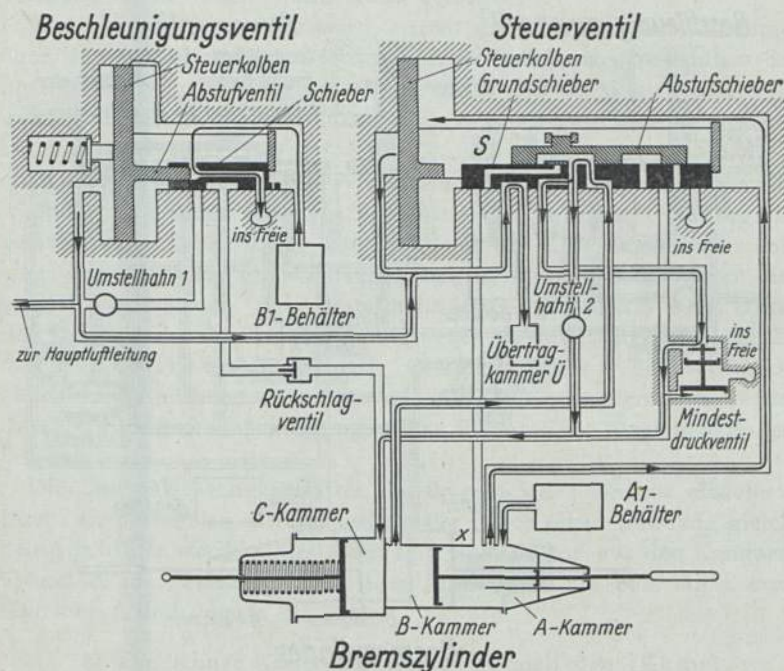 Beschleunigungsventil
Steuerventil
Steuerkolben
Abstufventil
Schieber
Steuerkolben
Grundschieber
Abstufschieber
S
ins Freie
ins Freie
Umstellhahn 1
B1-Behälter
zur Hauptluftleitung
Umstell-
hahn 2
Übertrag-
kammer Ü
ins
Freie
Rückschlag-
ventil
Mindest-
druckventil
A1-
Behälter
C-Kammer
x
B-Kammer
A-Kammer
Bremszylinder